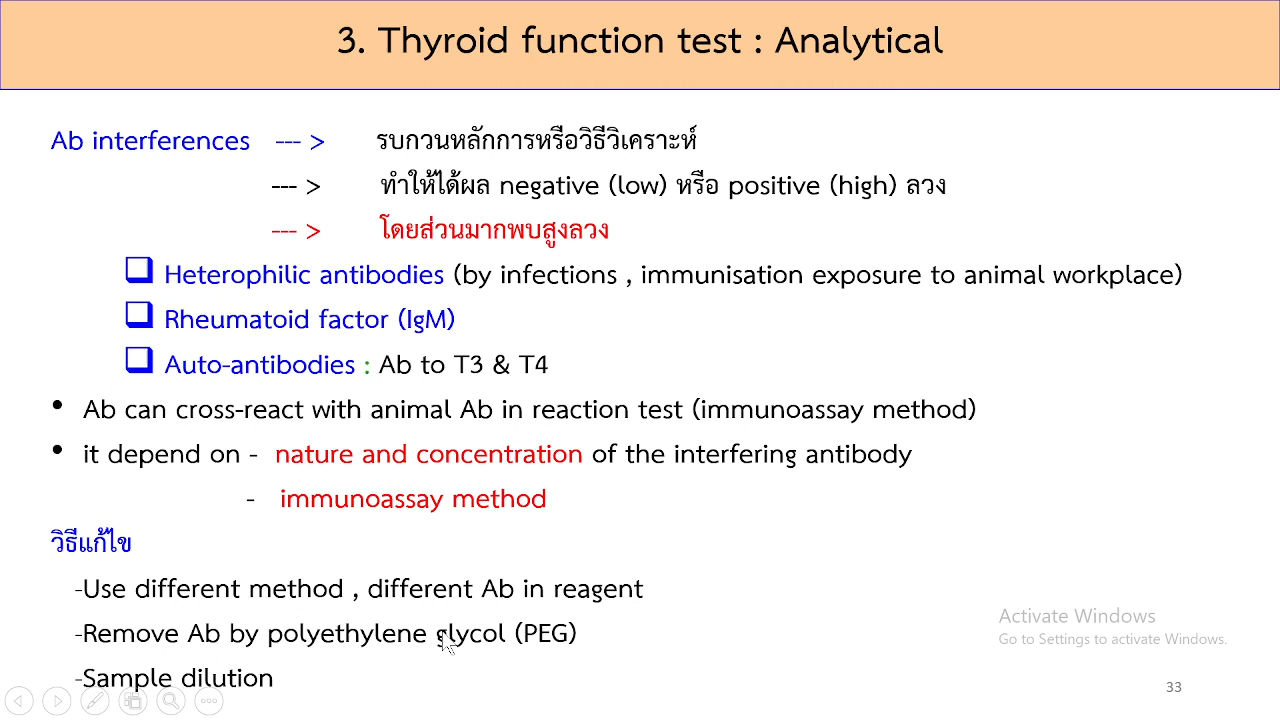 3. Thyroid function test : Analytical
Ab interferences --- > รบกวนหลักการหรือวิธีวิเคราะห์
--- > ทำให้ได้ผล negative (low) หรือ positive (high) ลวง
--- > โดยส่วนมากพบสูงลวง
❑ Heterophilic antibodies (by infections , immunisation exposure to animal workplace)
❑ Rheumatoid factor (IgM)
❑ Auto-antibodies : Ab to T3 & T4
• Ab can cross-react with animal Ab in reaction test (immunoassay method)
• it depend on - nature and concentration of the interfering antibody
- immunoassay method
วิธีแก้ไข
-Use different method , different Ab in reagent
-Remove Ab by polyethylene glycol (PEG)
-Sample dilution
Activate Windows
Go to Settings to activate Windows.
33